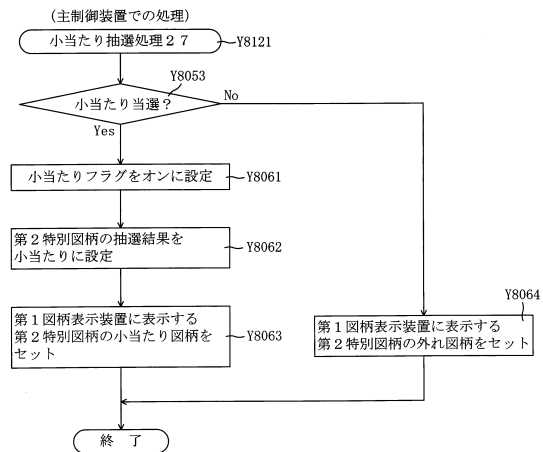 (主制御装置での処理)
小当たり抽選処理27
Y8121
Y8053
小当たり当選?
No
Yes
小当たりフラグをオンに設定
Y8061
第2特別図柄の抽選結果を
小当たりに設定
Y8062
Y8064
第1図柄表示装置に表示する
第2特別図柄の小当たり図柄を
セット
Y8063
第1図柄表示装置に表示する
第2特別図柄の外れ図柄をセット
終 了